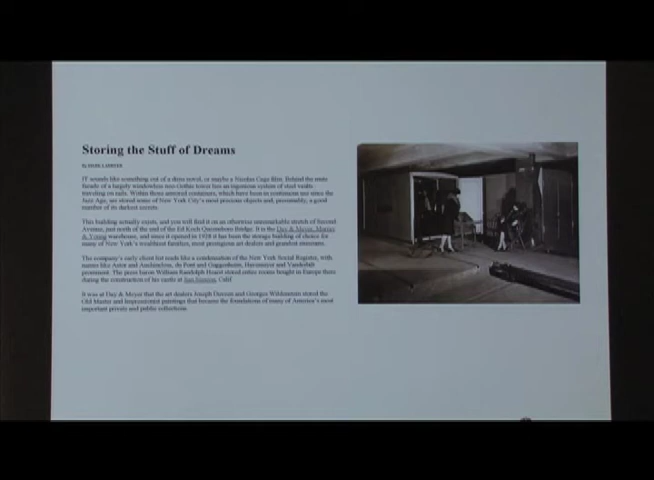 Storing the Stuff of Dreams
IT sounds like something out of a dime novel, or maybe a Nicolas Cage film. Behind the mute
facade of a largely windowless neo-Gothic tower lies an ingenious system of steel vaults
traveling on rails. Within those armored containers, which have been in continuous use since the
Jazz Age, are stored some of New York City's most precious objects and, presumably, a good
number of its darkest secrets.
This building actually exists, and you will find it on an otherwise unremarkable stretch of Second
Avenue, just north of the end of the Ed Koch Queensboro Bridge. It is the Day & Meyer, Murray
& Young warehouse, and since it opened in 1928 it has been the storage building of choice for
many of New York's wealthiest families, most prestigious art dealers and grandest museums.
The company's early client list reads like a condensation of the New York Social Register, with
names like Astor and Auchincloss, du Pont and Guggenheim, Havemeyer and Vanderbilt
prominent. The press baron William Randolph Hearst stored entire rooms bought in Europe there
during the construction of his castle at San Simeon, Calif.
It was at Day & Meyer that the art dealers Joseph Duveen and Georges Wildenstein stored the
Old Master and Impressionist paintings that became the foundations of many of America's most
important private and public collections.